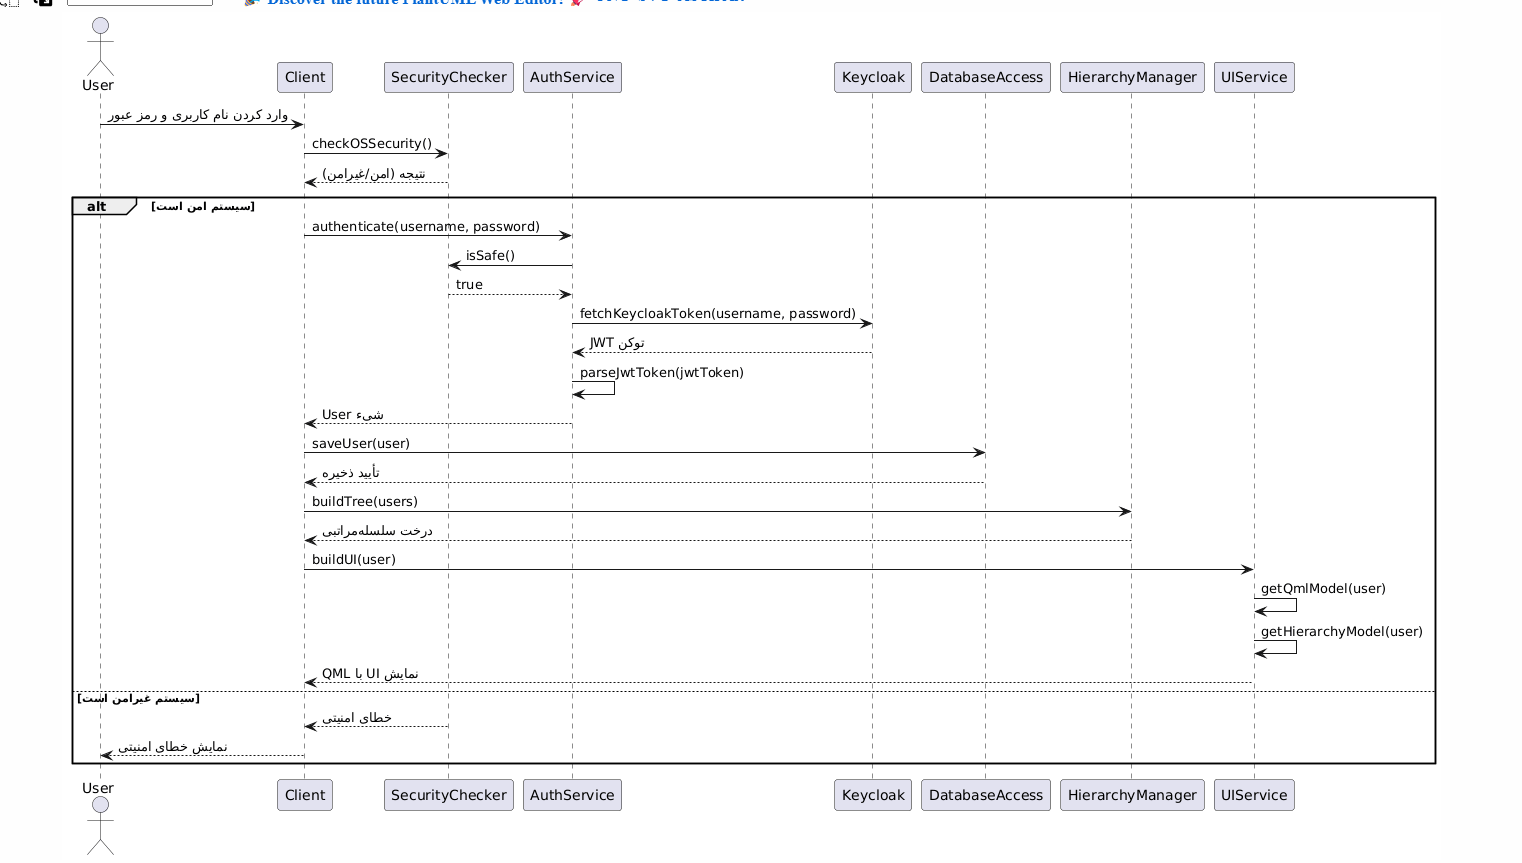 Discover the future PlantUML Web Editor!
User
Client
SecurityChecker
AuthService
Keycloak
DatabaseAccess
HierarchyManager
UIService
وارد کردن نام کاربری و رمز عبور
checkOSSecurity()
نتیجه (امن/غیرامن)
alt
[سیستم امن است]
authenticate(username, password)
isSafe()
true
fetchKeycloakToken(username, password)
توکن JWT
parseJwtToken(jwtToken)
شیء User
saveUser(user)
تأیید ذخیره
buildTree(users)
درخت سلسله‌مراتبی
buildUI(user)
getQmlModel(user)
getHierarchyModel(user)
نمایش UI با QML
[سیستم غیرامن است]
خطای امنیتی
نمایش خطای امنیتی
User
Client
SecurityChecker
AuthService
Keycloak
DatabaseAccess
HierarchyManager
UIService